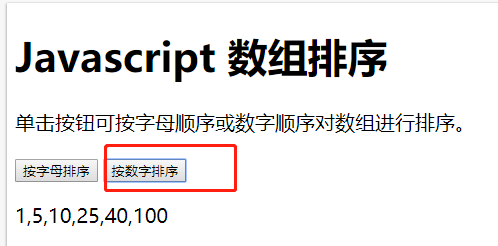 Javascript 数组排序
单击按钮可按字母顺序或数字顺序对数组进行排序。
按字母排序 按数字排序
1,5,10,25,40,100